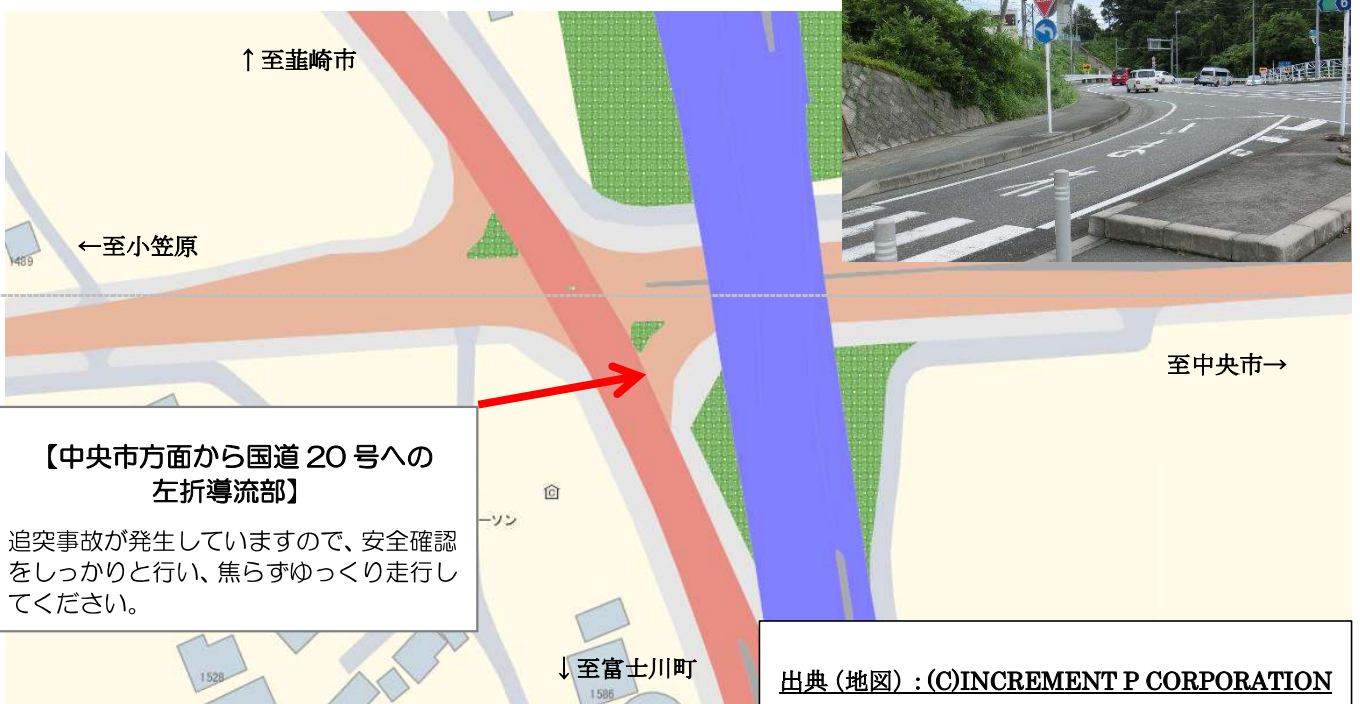 ↑至韮崎市
←至小笠原
1489
至中央市→
【中央市方面から国道20号への
左折導流部】
追突事故が発生していますので、安全確認
をしっかりと行い、焦らずゆっくり走行し
てください。
ーソン
C
1528
↓至富士川町
1586
出典(地図):(C)INCREMENT P CORPORATION
6